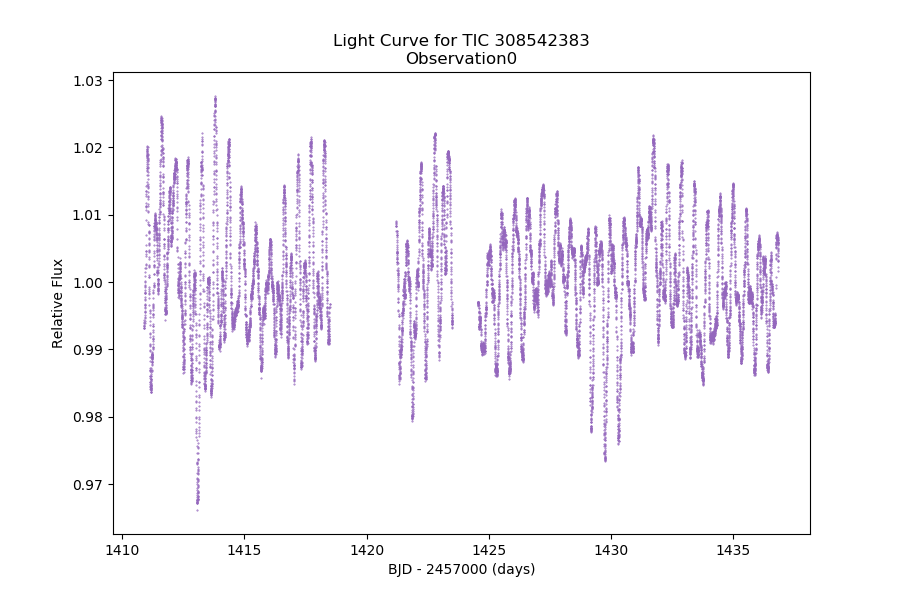 Light Curve for TIC 308542383
Observation0
1.03
1.02
1.01
1.00
0.99
0.98
0.97
Relative Flux
1410 1415 1420 1425 1430 1435
BJD - 2457000 (days)